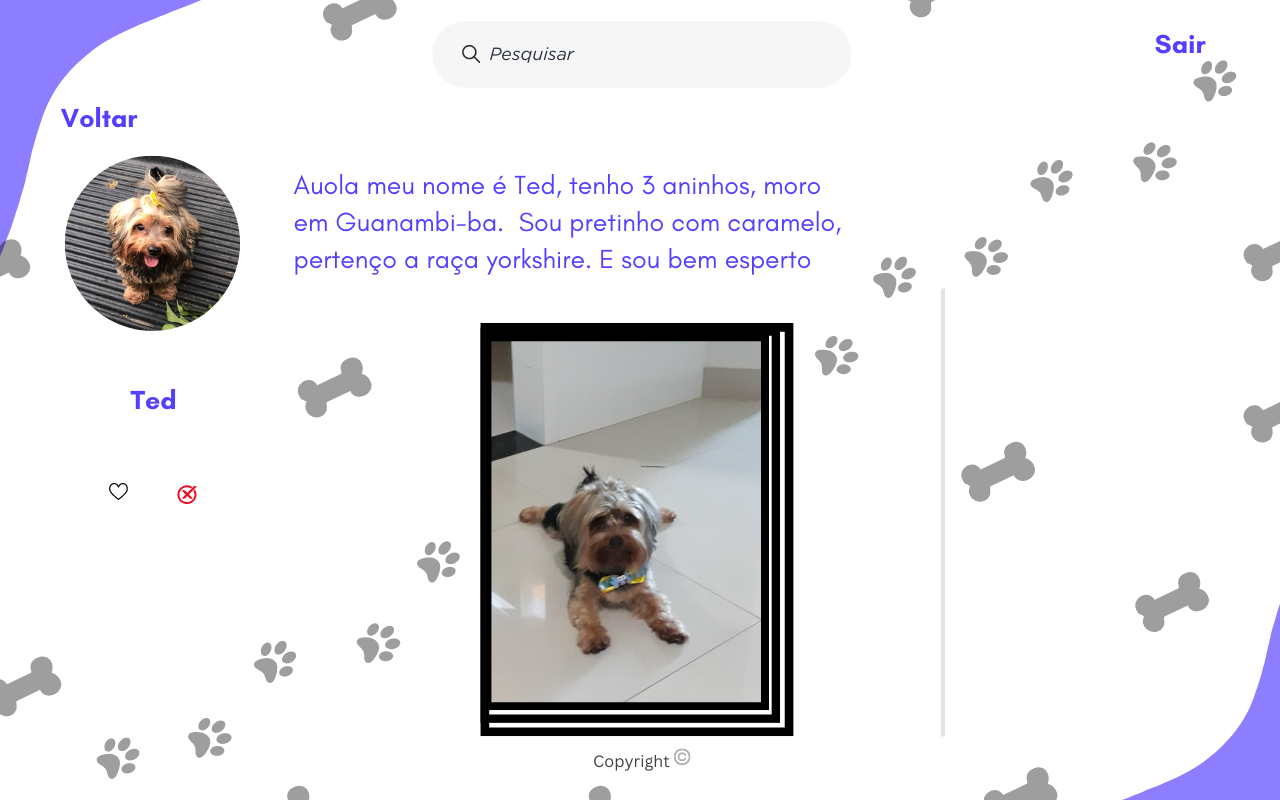 Pesquisar
Sair
Voltar
Auola meu nome é Ted, tenho 3 aninhos, moro
em Guanambi-ba.  Sou pretinho com caramelo,
pertenço a raça yorkshire. E sou bem esperto
Ted
Copyright ©